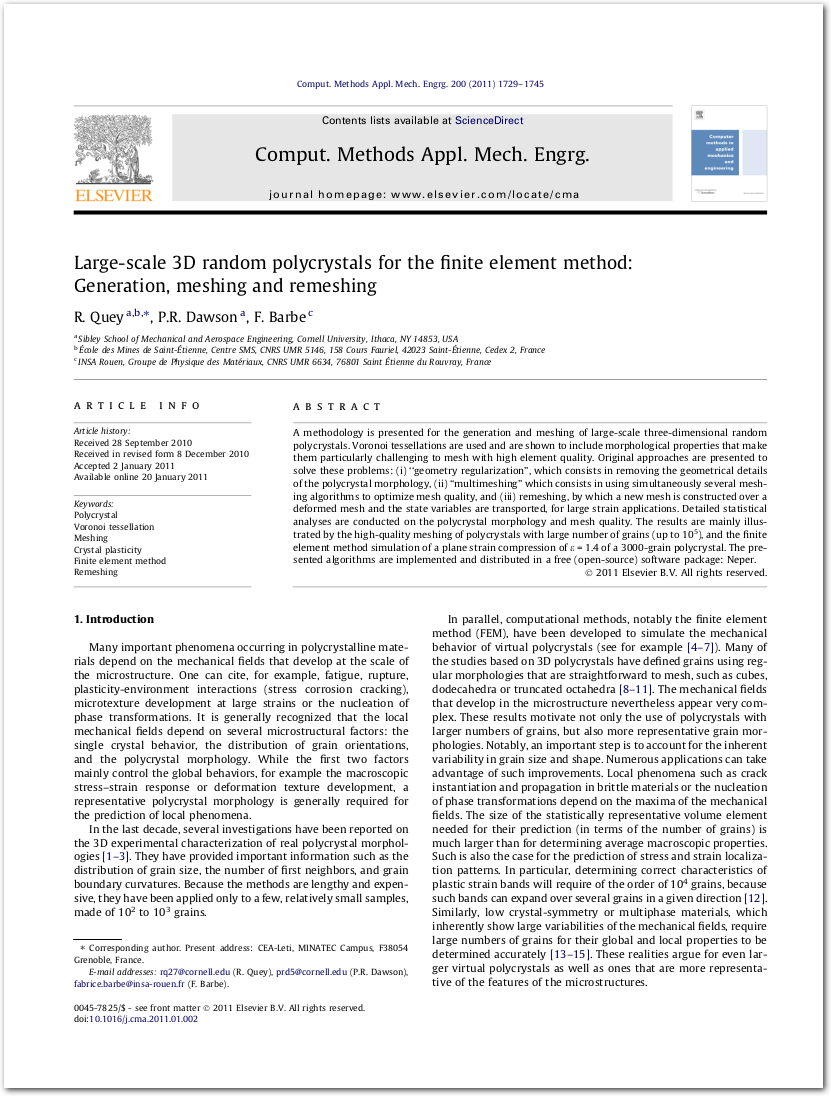 Comput. Methods Appl. Mech. Engrg. 200 (2011) 1729–1745
Contents lists available at ScienceDirect
Comput. Methods Appl. Mech. Engrg.
journal homepage: www.elsevier.com/locate/cma
ELSEVIER
Computer
methods in
applied
mechanics
and
engineering
Large-scale 3D random polycrystals for the finite element method:
Generation, meshing and remeshing
R. Quey a,b,*, P.R. Dawson a, F. Barbe c
a Sibley School of Mechanical and Aerospace Engineering, Cornell University, Ithaca, NY 14853, USA
b École des Mines de Saint-Étienne, Centre SMS, CNRS UMR 5146, 158 Cours Fauriel, 42023 Saint-Étienne, Cedex 2, France
c INSA Rouen, Groupe de Physique des Matériaux, CNRS UMR 6634, 76801 Saint Étienne du Rouvray, France
ARTICLE INFO
Article history:
Received 28 September 2010
Received in revised form 8 December 2010
Accepted 2 January 2011
Available online 20 January 2011
Keywords:
Polycrystal
Voronoi tessellation
Meshing
Crystal plasticity
Finite element method
Remeshing
ABSTRACT
A methodology is presented for the generation and meshing of large-scale three-dimensional random
polycrystals. Voronoi tessellations are used and are shown to include morphological properties that make
them particularly challenging to mesh with high element quality. Original approaches are presented to
solve these problems: (i) ‘‘geometry regularization’’, which consists in removing the geometrical details
of the polycrystal morphology, (ii) ‘‘multimeshing’’ which consists in using simultaneously several mesh-
ing algorithms to optimize mesh quality, and (iii) remeshing, by which a new mesh is constructed over a
deformed mesh and the state variables are transported, for large strain applications. Detailed statistical
analyses are conducted on the polycrystal morphology and mesh quality. The results are mainly illus-
trated by the high-quality meshing of polycrystals with large number of grains (up to 10⁵), and the finite
element method simulation of a plane strain compression of ε = 1.4 of a 3000-grain polycrystal. The pre-
sented algorithms are implemented and distributed in a free (open-source) software package: Neper.
© 2011 Elsevier B.V. All rights reserved.
1. Introduction
Many important phenomena occurring in polycrystalline mate-
rials depend on the mechanical fields that develop at the scale of
the microstructure. One can cite, for example, fatigue, rupture,
plasticity-environment interactions (stress corrosion cracking),
microtexture development at large strains or the nucleation of
phase transformations. It is generally recognized that the local
mechanical fields depend on several microstructural factors: the
single crystal behavior, the distribution of grain orientations,
and the polycrystal morphology. While the first two factors
mainly control the global behaviors, for example the macroscopic
stress–strain response or deformation texture development, a
representative polycrystal morphology is generally required for
the prediction of local phenomena.
In the last decade, several investigations have been reported on
the 3D experimental characterization of real polycrystal morphol-
ogies [1–3]. They have provided important information such as the
distribution of grain size, the number of first neighbors, and grain
boundary curvatures. Because the methods are lengthy and expen-
sive, they have been applied only to a few, relatively small samples,
made of 10² to 10³ grains.
* Corresponding author. Present address: CEA-Leti, MINATEC Campus, F38054
Grenoble, France.
E-mail addresses: rq27@cornell.edu (R. Quey), prd5@cornell.edu (P.R. Dawson),
fabrice.barbe@insa-rouen.fr (F. Barbe).
0045-7825/$ - see front matter © 2011 Elsevier B.V. All rights reserved.
doi:10.1016/j.cma.2011.01.002
In parallel, computational methods, notably the finite element
method (FEM), have been developed to simulate the mechanical
behavior of virtual polycrystals (see for example [4–7]). Many of
the studies based on 3D polycrystals have defined grains using reg-
ular morphologies that are straightforward to mesh, such as cubes,
dodecahedra or truncated octahedra [8–11]. The mechanical fields
that develop in the microstructure nevertheless appear very com-
plex. These results motivate not only the use of polycrystals with
larger numbers of grains, but also more representative grain mor-
phologies. Notably, an important step is to account for the inherent
variability in grain size and shape. Numerous applications can take
advantage of such improvements. Local phenomena such as crack
instantiation and propagation in brittle materials or the nucleation
of phase transformations depend on the maxima of the mechanical
fields. The size of the statistically representative volume element
needed for their prediction (in terms of the number of grains) is
much larger than for determining average macroscopic properties.
Such is also the case for the prediction of stress and strain localiza-
tion patterns. In particular, determining correct characteristics of
plastic strain bands will require of the order of 10⁴ grains, because
such bands can expand over several grains in a given direction [12].
Similarly, low crystal-symmetry or multiphase materials, which
inherently show large variabilities of the mechanical fields, require
large numbers of grains for their global and local properties to be
determined accurately [13–15]. These realities argue for even lar-
ger virtual polycrystals as well as ones that are more representa-
tive of the features of the microstructures.